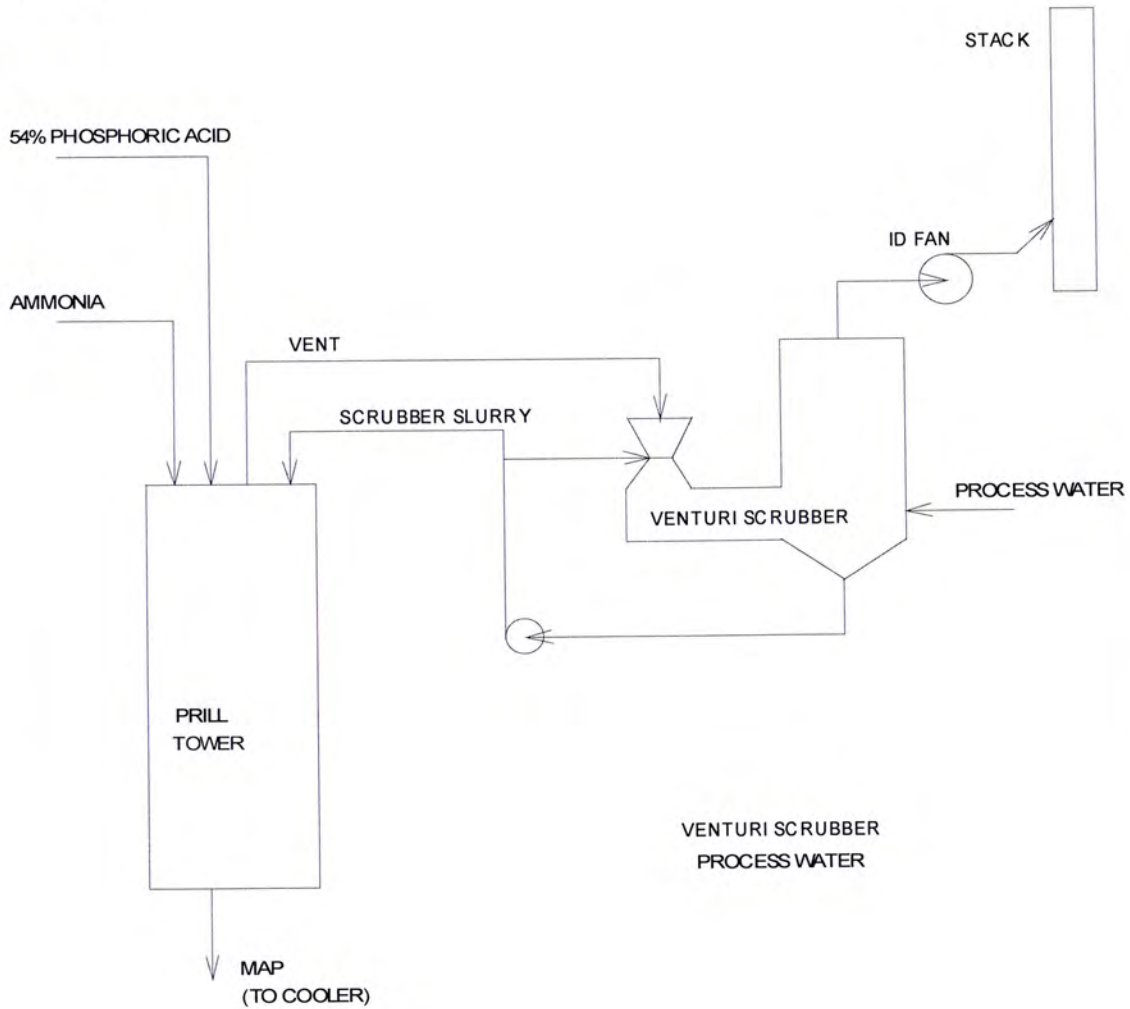 STACK
54% PHOSPHORIC ACID
ID FAN
AMMONIA
VENT
SCRUBBER SLURRY
PROCESS WATER
VENTURI SCRUBBER
PRILL
TOWER
VENTURI SCRUBBER
PROCESS WATER
MAP
(TO COOLER)